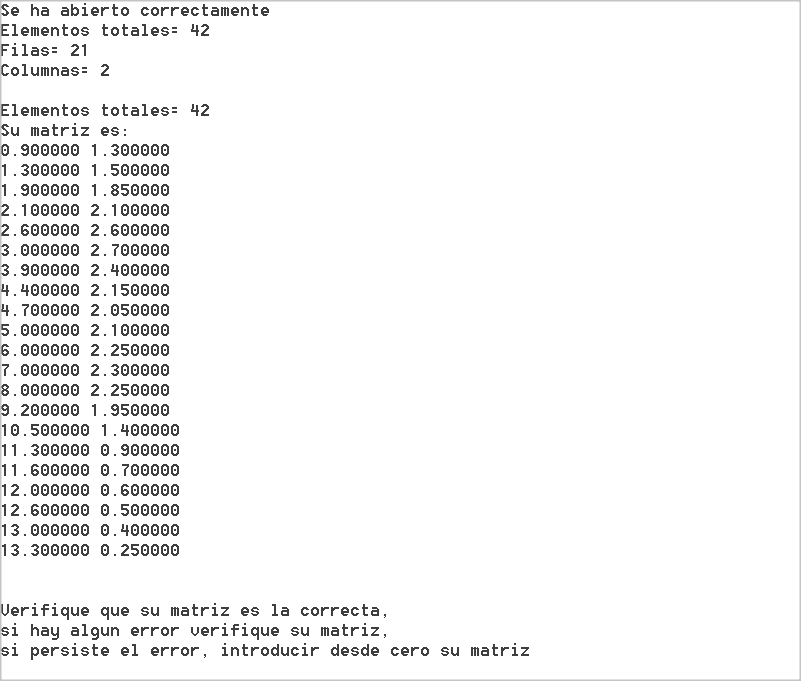 Se ha abierto correctamente
Elementos totales= 42
Filas= 21
Columnas= 2
Elementos totales= 42
Su matriz es:
0.900000 1.300000
1.300000 1.500000
1.900000 1.850000
2.100000 2.100000
2.600000 2.600000
3.000000 2.700000
3.900000 2.400000
4.400000 2.150000
4.700000 2.050000
5.000000 2.100000
6.000000 2.250000
7.000000 2.300000
8.000000 2.250000
9.200000 1.950000
10.500000 1.400000
11.300000 0.900000
11.600000 0.700000
12.000000 0.600000
12.600000 0.500000
13.000000 0.400000
13.300000 0.250000
Verifique que su matriz es la correcta,
si hay algun error verifique su matriz,
si persiste el error, introducir desde cero su matriz